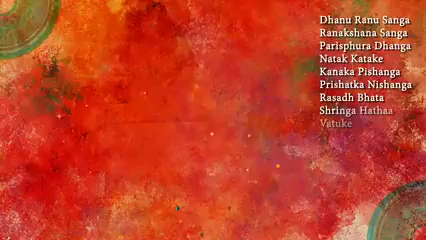 Dhanu Ranu Sanga
Ranakshana Sanga
Parisphura Dhanga
Natak Katake
Kanaka Pishanga
Prishatka Nishanga
Rasadh Bhata
Shringa Hathaa
Vatuke